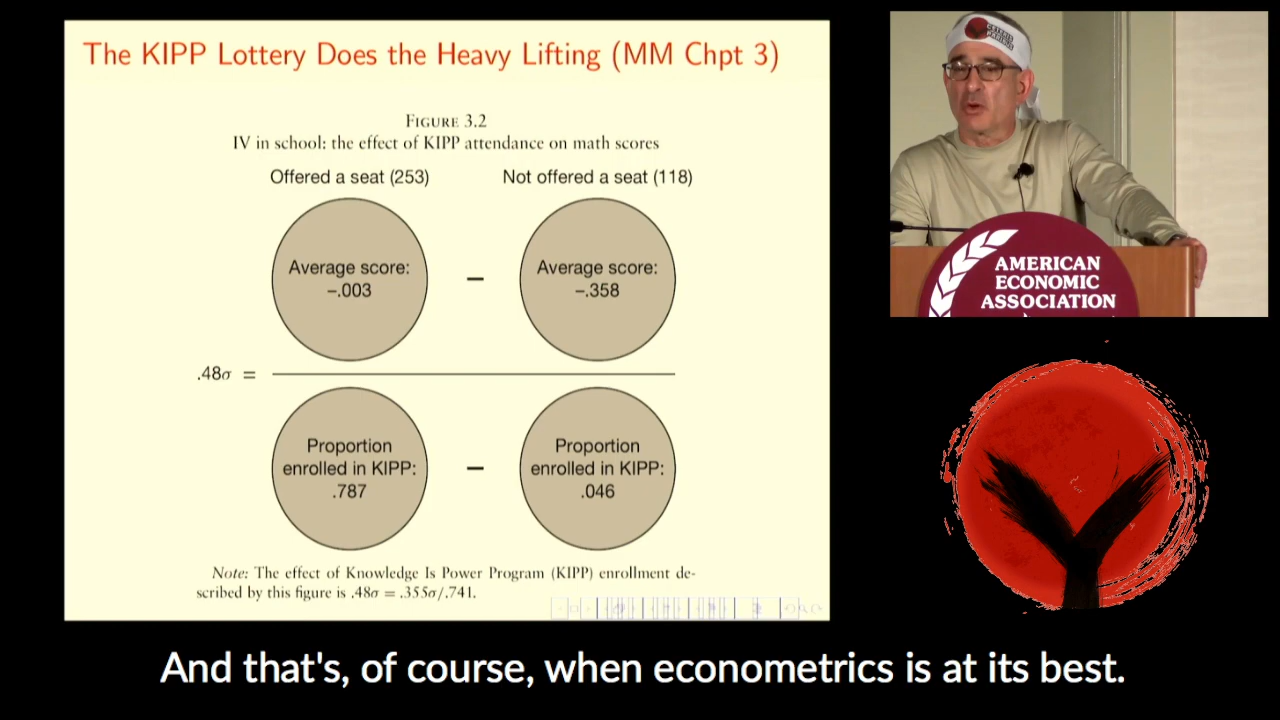 The KIPP Lottery Does the Heavy Lifting (MM Chpt 3)
FIGURE 3.2
IV in school: the effect of KIPP attendance on math scores
Offered a seat (253)
Not offered a seat (118)
Average score:
–.003
–
Average score:
–.358
.48σ =
Proportion
enrolled in KIPP:
.787
–
Proportion
enrolled in KIPP:
.046
Note: The effect of Knowledge Is Power Program (KIPP) enrollment de-
scribed by this figure is .48σ = .355σ/.741.
AMERICAN
ECONOMIC
ASSOCIATION
And that's, of course, when econometrics is at its best.